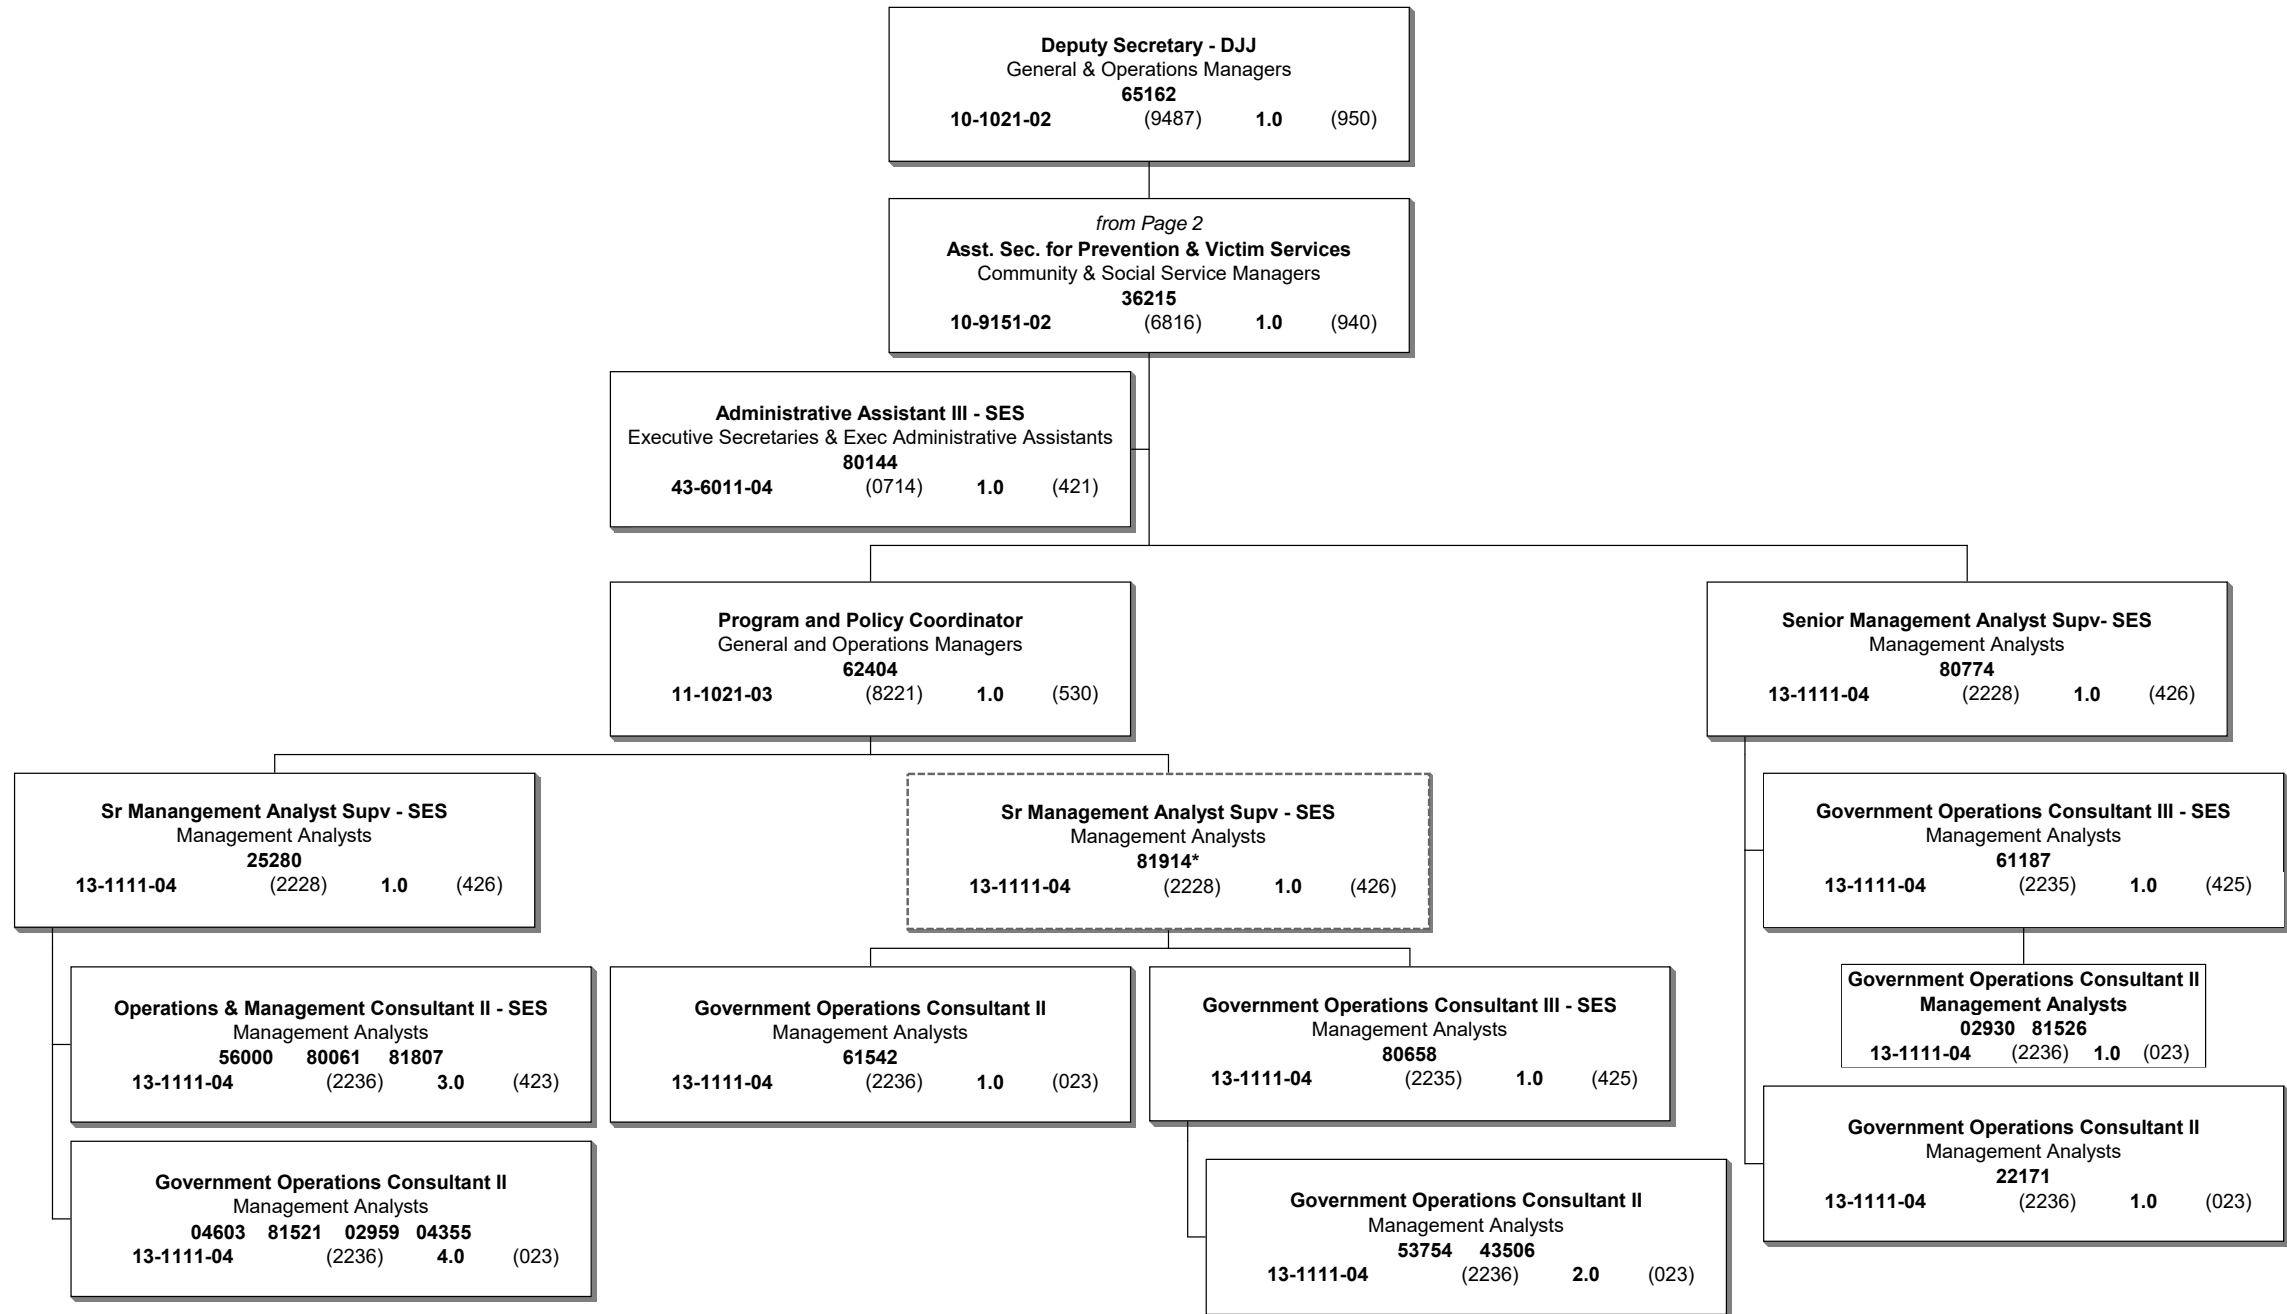 Deputy Secretary - DJJ
General & Operations Managers
65162
10-1021-02 (9487) 1.0 (950)
from Page 2
Asst. Sec. for Prevention & Victim Services
Community & Social Service Managers
36215
10-9151-02 (6816) 1.0 (940)
Administrative Assistant III - SES
Executive Secretaries & Exec Administrative Assistants
80144
43-6011-04 (0714) 1.0 (421)
Program and Policy Coordinator
General and Operations Managers
62404
11-1021-03 (8221) 1.0 (530)
Senior Management Analyst Supv- SES
Management Analysts
80774
13-1111-04 (2228) 1.0 (426)
Sr Manangement Analyst Supv - SES
Management Analysts
25280
13-1111-04 (2228) 1.0 (426)
Sr Management Analyst Supv - SES
Management Analysts
81914*
13-1111-04 (2228) 1.0 (426)
Government Operations Consultant III - SES
Management Analysts
61187
13-1111-04 (2235) 1.0 (425)
Operations & Management Consultant II - SES
Management Analysts
56000 80061 81807
13-1111-04 (2236) 3.0 (423)
Government Operations Consultant II
Management Analysts
61542
13-1111-04 (2236) 1.0 (023)
Government Operations Consultant III - SES
Management Analysts
80658
13-1111-04 (2235) 1.0 (425)
Government Operations Consultant II
Management Analysts
02930 81526
13-1111-04 (2236) 1.0 (023)
Government Operations Consultant II
Management Analysts
22171
13-1111-04 (2236) 1.0 (023)
Government Operations Consultant II
Management Analysts
04603 81521 02959 04355
13-1111-04 (2236) 4.0 (023)
Government Operations Consultant II
Management Analysts
53754 43506
13-1111-04 (2236) 2.0 (023)